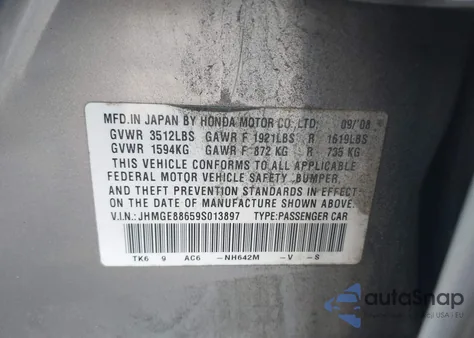 MFD.IN JAPAN BY HONDA MOTOR CO.,LTD. 09/'08
GVWR 3512LBS GAWR F 1921LBS R 1619LBS
GVWR 1594KG GAWR F 872 KG R 735 KG
THIS VEHICLE CONFORMS TO ALL APPLICABLE
FEDERAL MOTOR VEHICLE SAFETY, BUMPER,
AND THEFT PREVENTION STANDARDS IN EFFECT
ON THE DATE OF MANUFACTURE SHOWN ABOVE.
V.I.N.: JHMGE88659S013897 TYPE:PASSENGER CAR
TK6 9 AC6- -NH642M -V -S
autoSnap
USA | EU